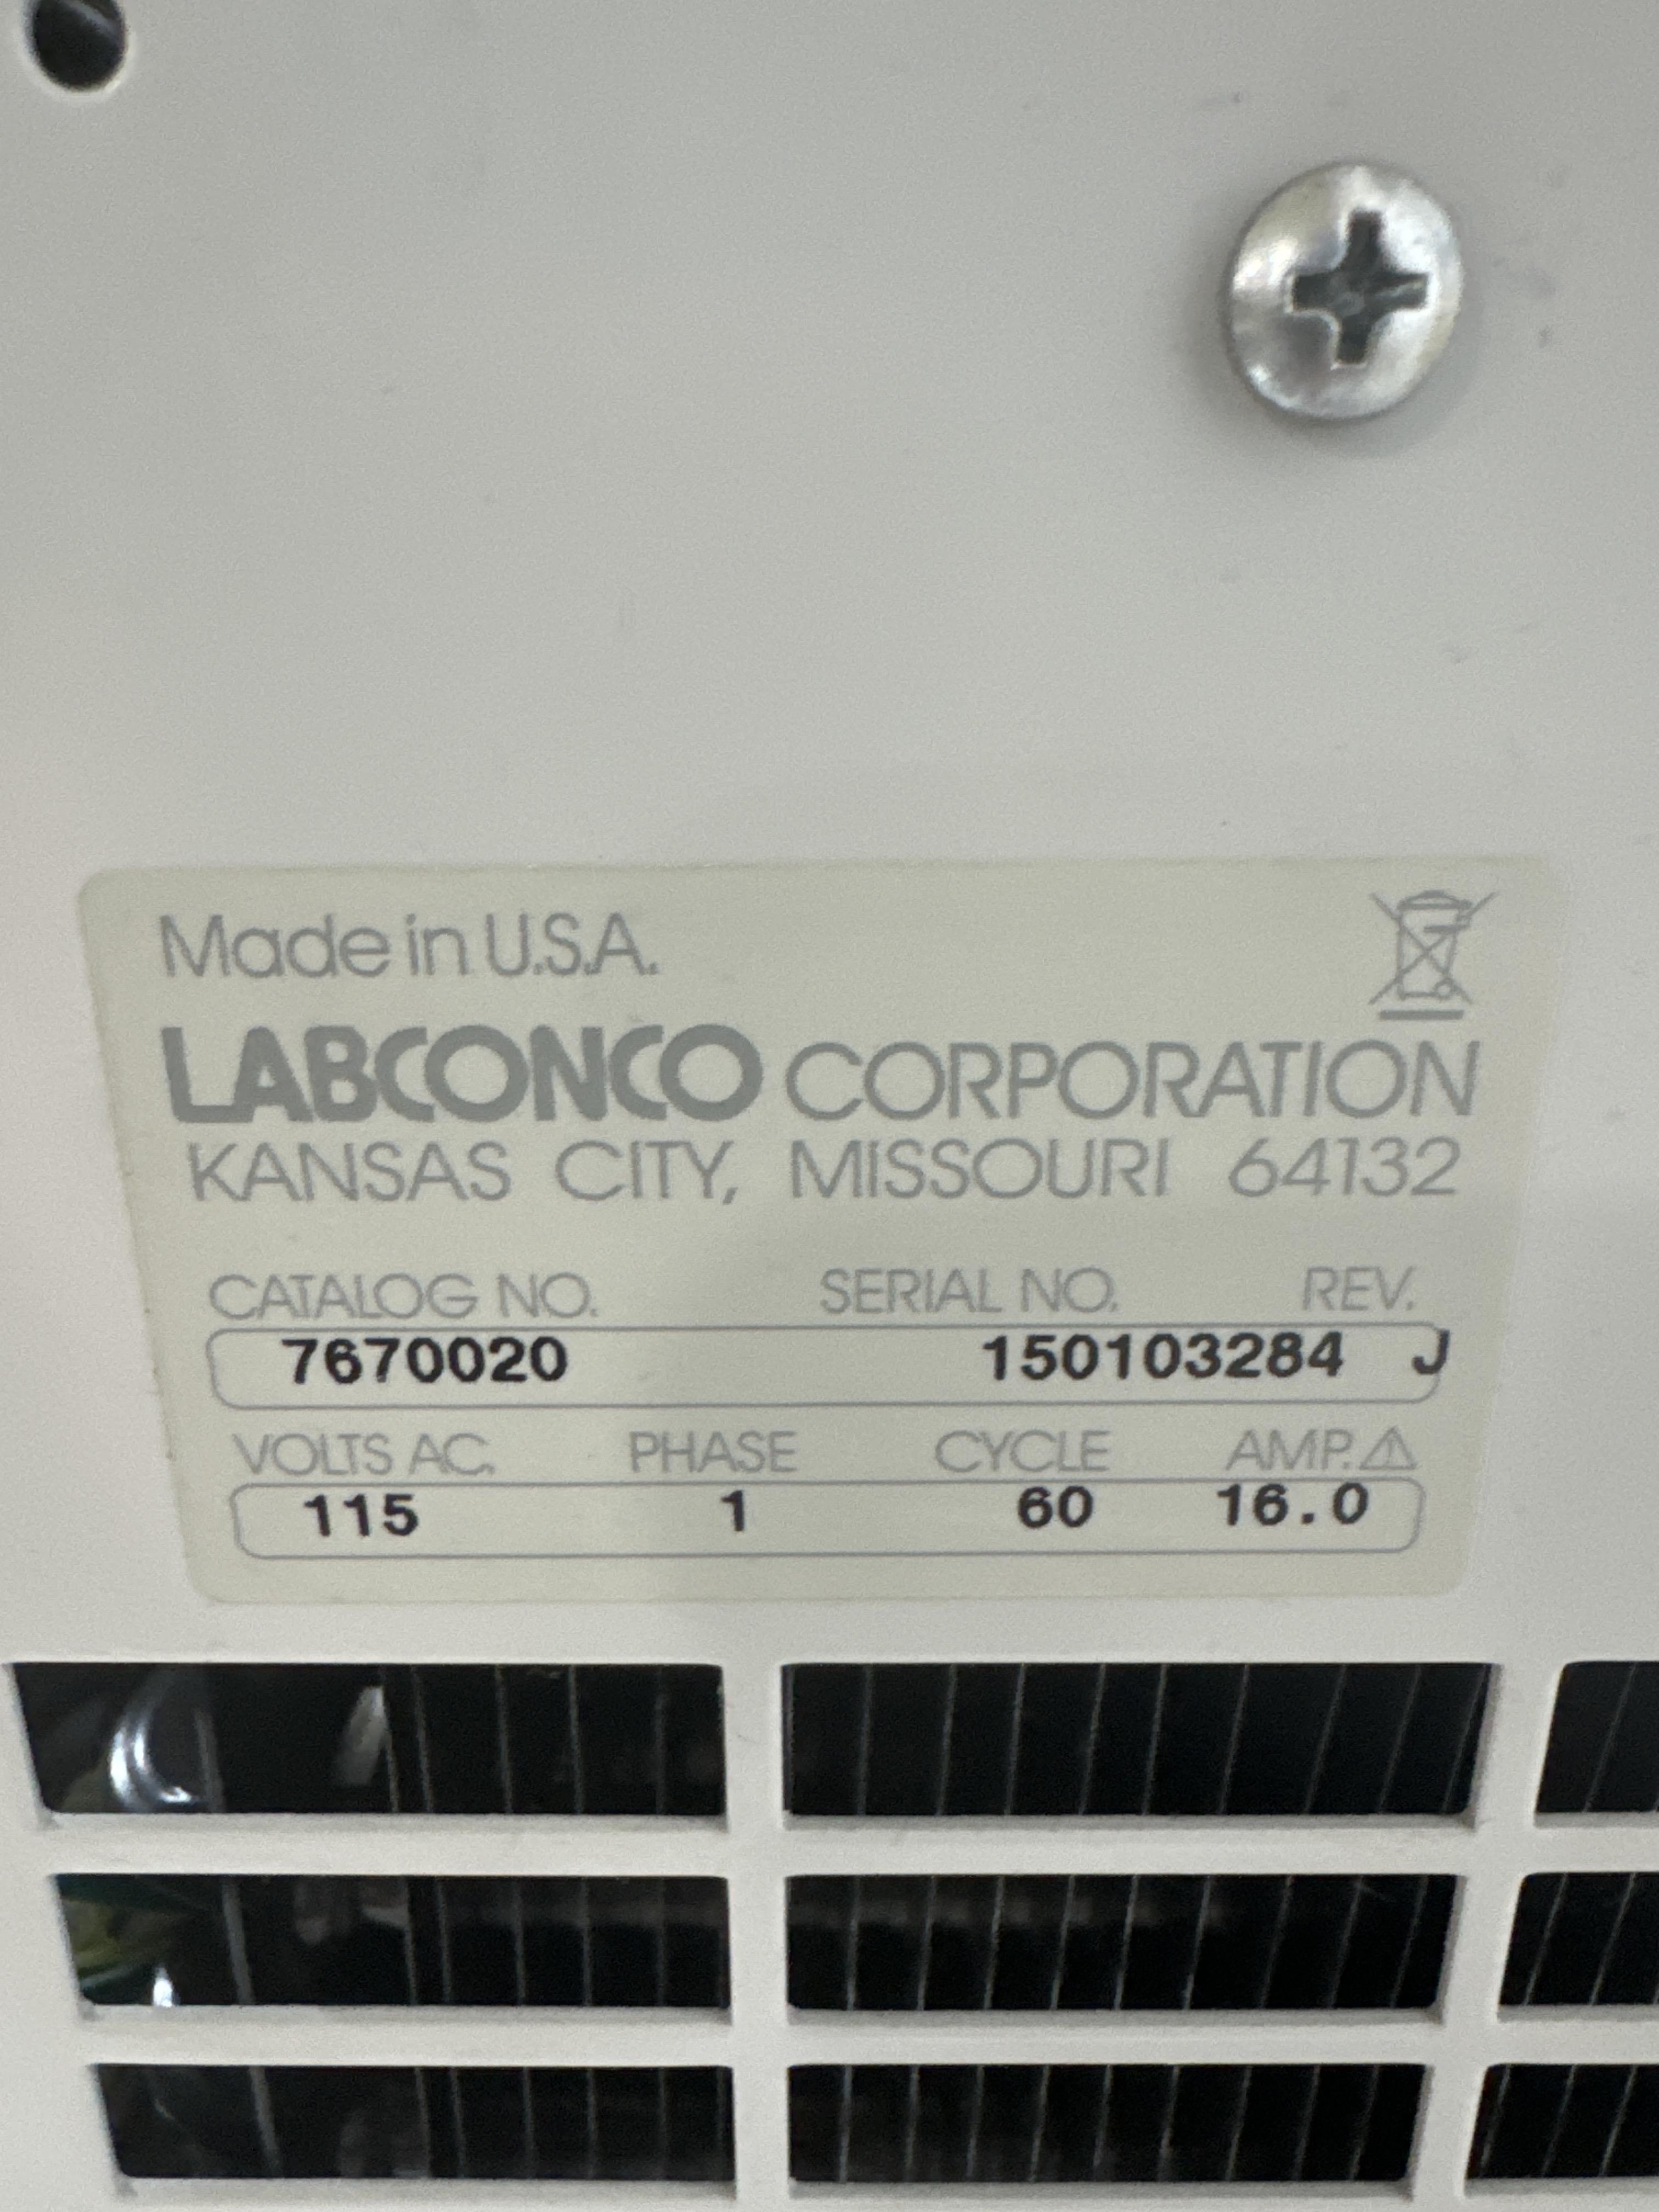 Made in U.S.A.
LABCONCO CORPORATION
KANSAS CITY, MISSOURI 64132
CATALOG NO. SERIAL NO. REV.
7670020 150103284 J
VOLTS AC. PHASE CYCLE AMP. ⚠
115 1 60 16.0